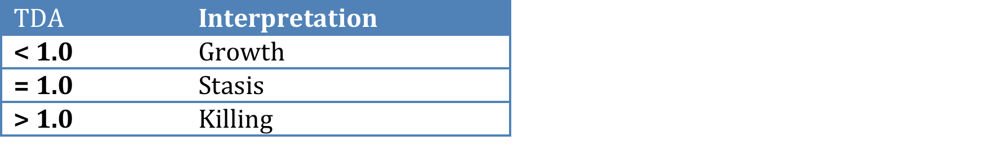 TDA Interpretation
< 1.0 Growth
= 1.0 Stasis
> 1.0 Killing